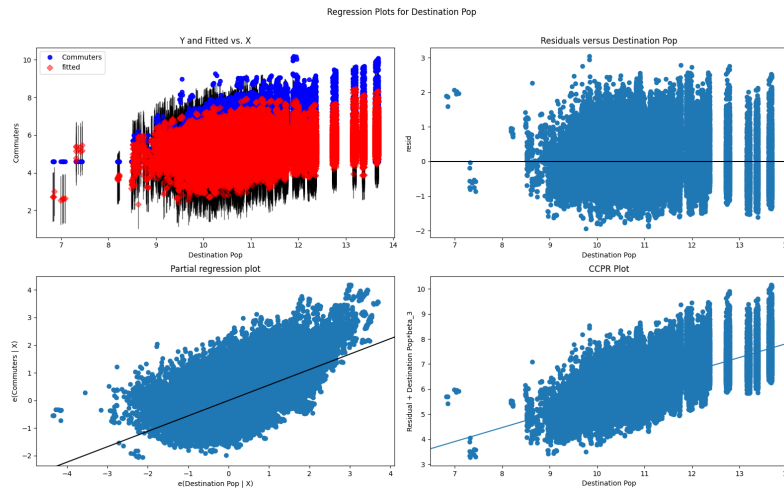 Regression Plots for Destination Pop
Y and Fitted vs. X
Commuters
fitted
10
8
6
4
2
Commuters
7 8 9 10 11 12 13 14
Destination Pop
Residuals versus Destination Pop
3
2
1
0
−1
−2
resid
7 8 9 10 11 12 13
Destination Pop
Partial regression plot
4
3
2
1
0
−1
−2
e(Commuters | X)
−4 −3 −2 −1 0 1 2 3 4
e(Destination Pop | X)
CCPR Plot
10
9
8
7
6
5
4
3
Residual + Destination Pop*beta_3
7 8 9 10 11 12 13
Destination Pop